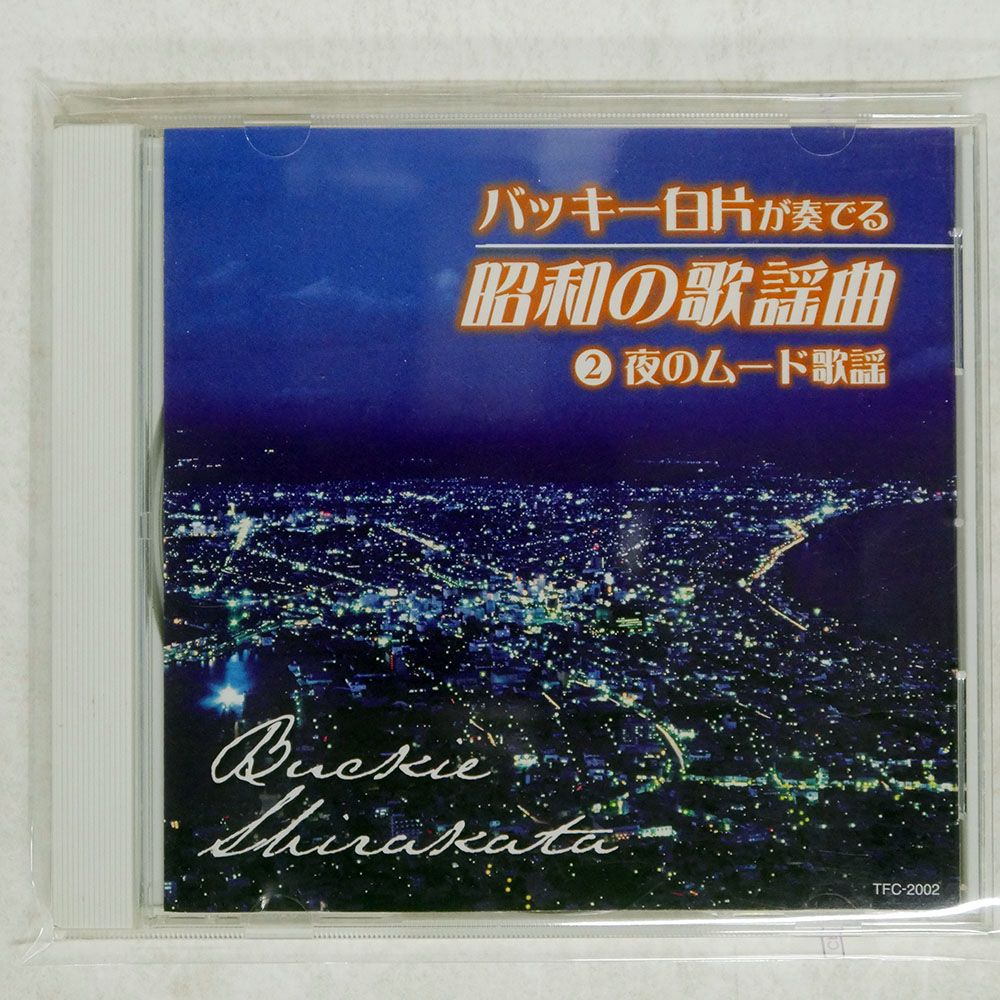 バッキー白片が奏でる
昭和の歌謡曲
❷ 夜のムード歌謡
Buckie
Shirakata
TFC-2002